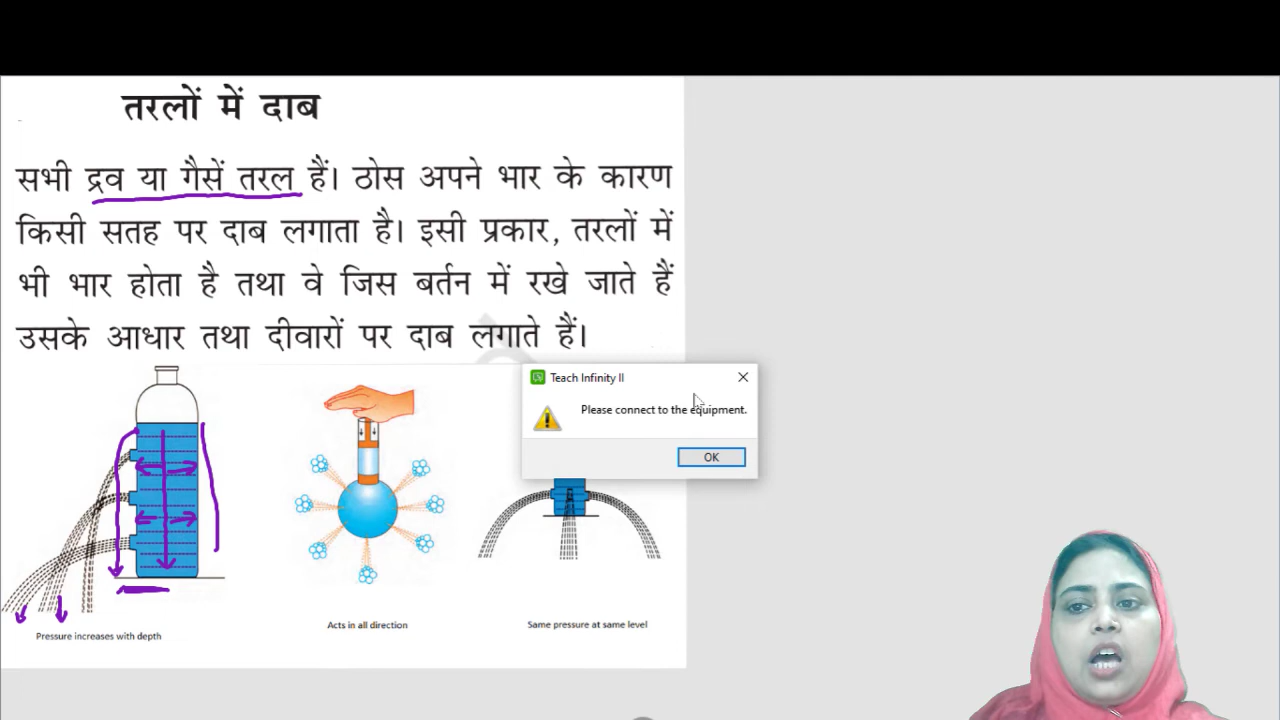 तरलों में दाब
सभी द्रव या गैसें तरल हैं। ठोस अपने भार के कारण
किसी सतह पर दाब लगाता है। इसी प्रकार, तरलों में
भी भार होता है तथा वे जिस बर्तन में रखे जाते हैं
उसके आधार तथा दीवारों पर दाब लगाते हैं।
Teach Infinity II
Please connect to the equipment.
OK
Pressure increases with depth
Acts in all direction
Same pressure at same level